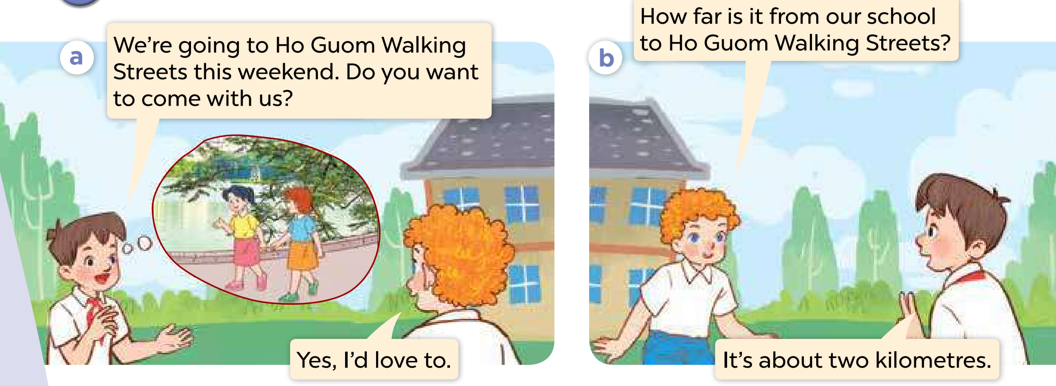 a
We're going to Ho Guom Walking
Streets this weekend. Do you want
to come with us?
Yes, I'd love to.
b
How far is it from our school
to Ho Guom Walking Streets?
It's about two kilometres.